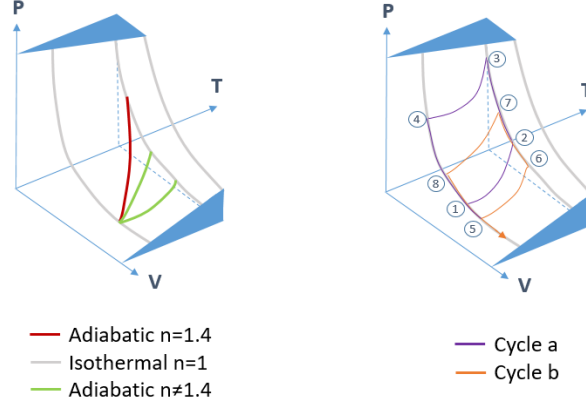 P
T
V
Adiabatic n=1.4
Isothermal n=1
Adiabatic n≠1.4
P
T
V
3
7
4
2
6
8
1
5
Cycle a
Cycle b